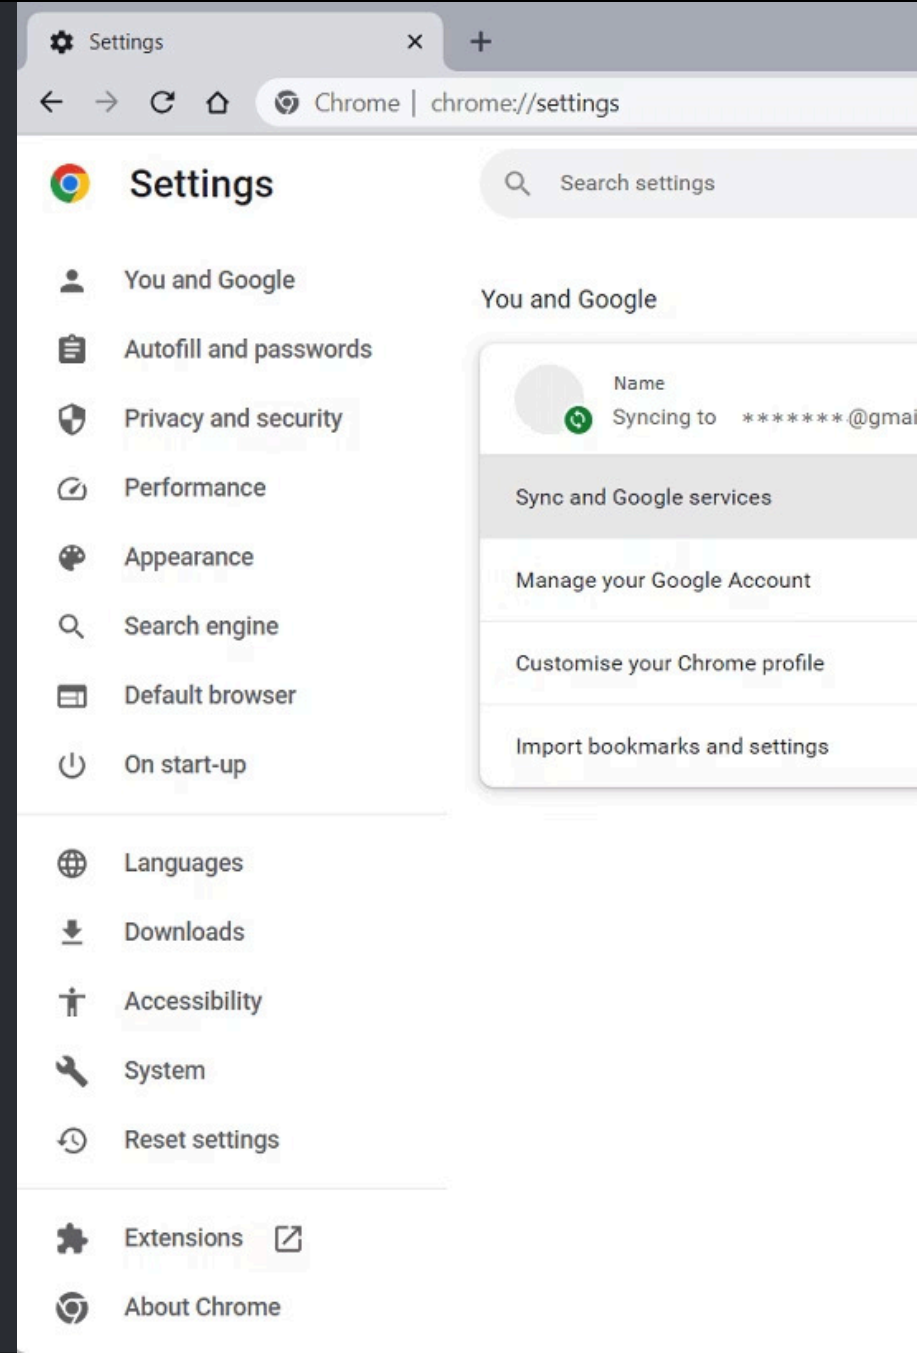 Settings
Chrome | chrome://settings
Settings
Search settings
You and Google
Autofill and passwords
Privacy and security
Performance
Appearance
Search engine
Default browser
On start-up
Languages
Downloads
Accessibility
System
Reset settings
Extensions
About Chrome
You and Google
Name
Syncing to *******@gmai
Sync and Google services
Manage your Google Account
Customise your Chrome profile
Import bookmarks and settings